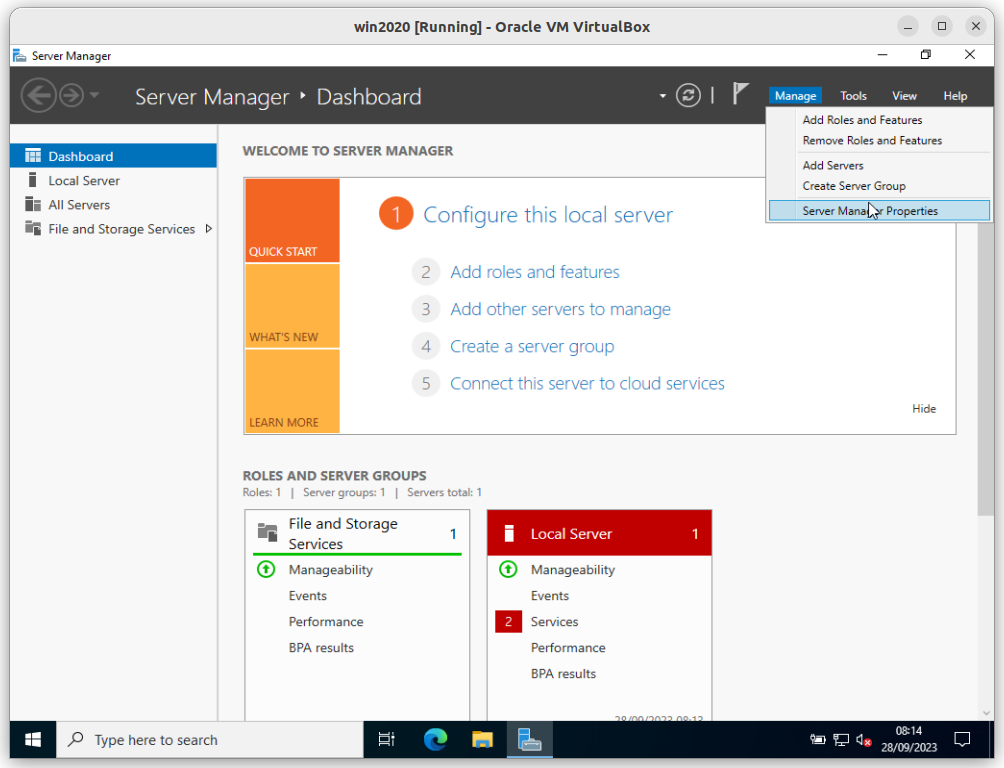 win2020 [Running] - Oracle VM VirtualBox
Server Manager
Server Manager ‣ Dashboard
Manage Tools View Help
Add Roles and Features
Remove Roles and Features
Add Servers
Create Server Group
Server Manager Properties
Dashboard
Local Server
All Servers
File and Storage Services
WELCOME TO SERVER MANAGER
QUICK START
WHAT'S NEW
LEARN MORE
1 Configure this local server
2 Add roles and features
3 Add other servers to manage
4 Create a server group
5 Connect this server to cloud services
Hide
ROLES AND SERVER GROUPS
Roles: 1 | Server groups: 1 | Servers total: 1
File and Storage
Services
1
Manageability
Events
Performance
BPA results
Local Server 1
Manageability
Events
2 Services
Performance
BPA results
28/09/2023 08:13
Type here to search
08:14
28/09/2023